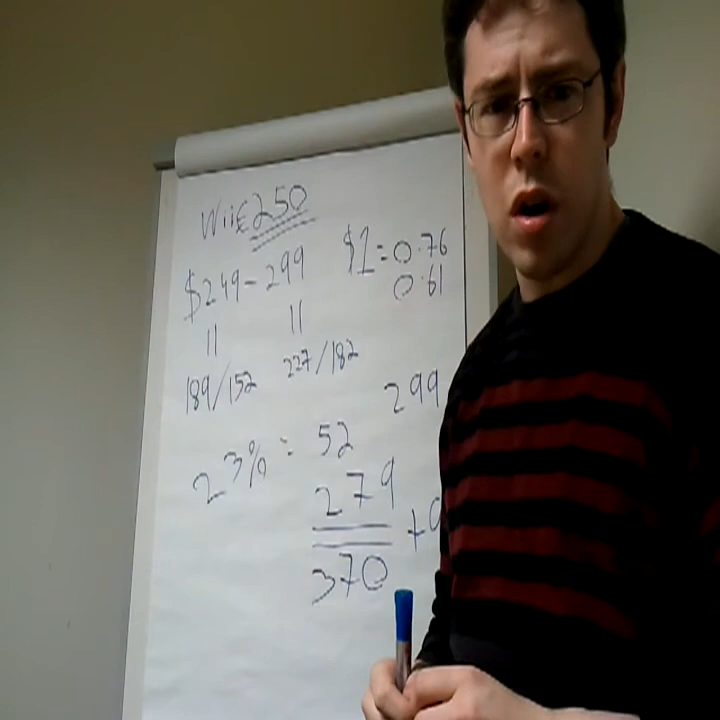 Wii € 250
$1 = 0.76
0.61
$249 - 299
|| ||
189/152 227/182
299
23% = 52
279
370